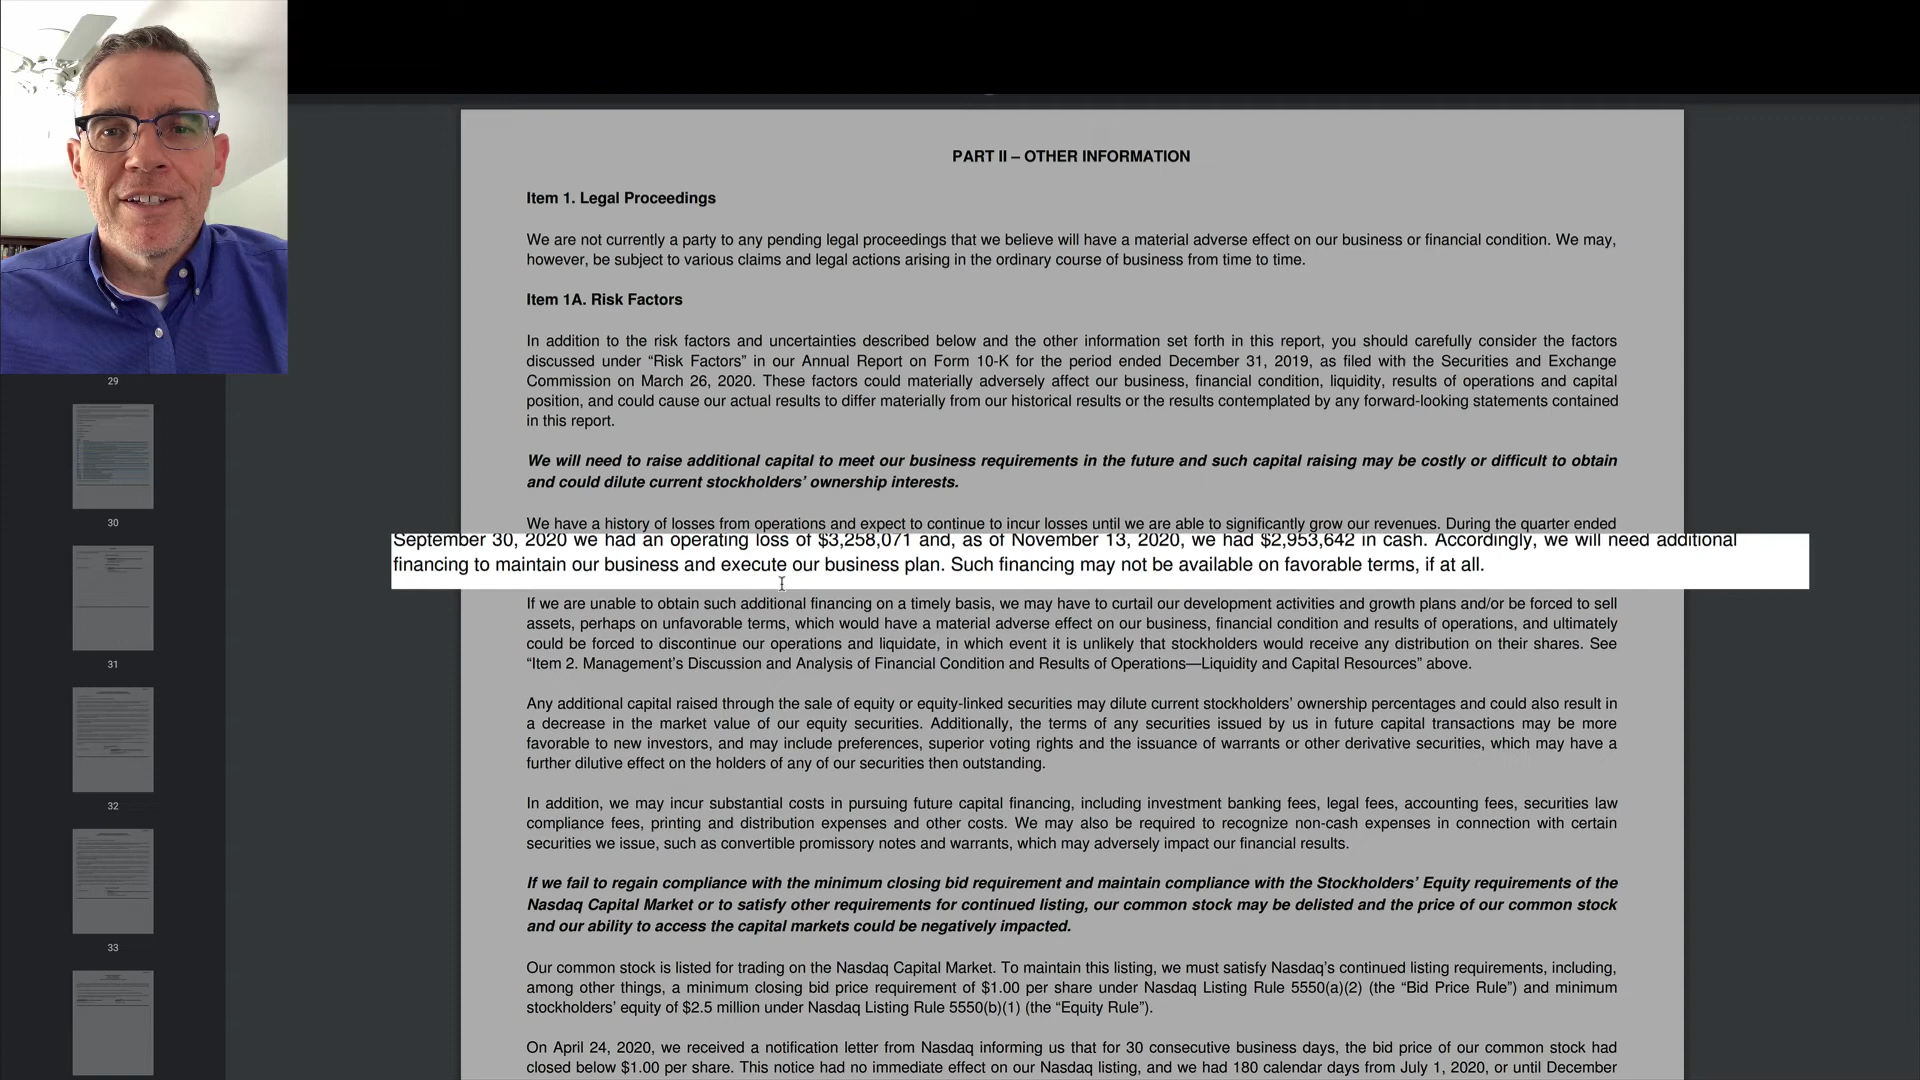 PART II – OTHER INFORMATION
Item 1. Legal Proceedings
We are not currently a party to any pending legal proceedings that we believe will have a material adverse effect on our business or financial condition. We may,
however, be subject to various claims and legal actions arising in the ordinary course of business from time to time.
Item 1A. Risk Factors
In addition to the risk factors and uncertainties described below and the other information set forth in this report, you should carefully consider the factors
discussed under “Risk Factors” in our Annual Report on Form 10-K for the period ended December 31, 2019, as filed with the Securities and Exchange
Commission on March 26, 2020. These factors could materially adversely affect our business, financial condition, liquidity, results of operations and capital
position, and could cause our actual results to differ materially from our historical results or the results contemplated by any forward-looking statements contained
in this report.
We will need to raise additional capital to meet our business requirements in the future and such capital raising may be costly or difficult to obtain
and could dilute current stockholders’ ownership interests.
We have a history of losses from operations and expect to continue to incur losses until we are able to significantly grow our revenues. During the quarter ended
September 30, 2020 we had an operating loss of $3,258,071 and, as of November 13, 2020, we had $2,953,642 in cash. Accordingly, we will need additional
financing to maintain our business and execute our business plan. Such financing may not be available on favorable terms, if at all.
If we are unable to obtain such additional financing on a timely basis, we may have to curtail our development activities and growth plans and/or be forced to sell
assets, perhaps on unfavorable terms, which would have a material adverse effect on our business, financial condition and results of operations, and ultimately
could be forced to discontinue our operations and liquidate, in which event it is unlikely that stockholders would receive any distribution on their shares. See
“Item 2. Management’s Discussion and Analysis of Financial Condition and Results of Operations—Liquidity and Capital Resources” above.
Any additional capital raised through the sale of equity or equity-linked securities may dilute current stockholders’ ownership percentages and could also result in
a decrease in the market value of our equity securities. Additionally, the terms of any securities issued by us in future capital transactions may be more
favorable to new investors, and may include preferences, superior voting rights and the issuance of warrants or other derivative securities, which may have a
further dilutive effect on the holders of any of our securities then outstanding.
In addition, we may incur substantial costs in pursuing future capital financing, including investment banking fees, legal fees, accounting fees, securities law
compliance fees, printing and distribution expenses and other costs. We may also be required to recognize non-cash expenses in connection with certain
securities we issue, such as convertible promissory notes and warrants, which may adversely impact our financial results.
If we fail to regain compliance with the minimum closing bid requirement and maintain compliance with the Stockholders’ Equity requirements of the
Nasdaq Capital Market or to satisfy other requirements for continued listing, our common stock may be delisted and the price of our common stock
and our ability to access the capital markets could be negatively impacted.
Our common stock is listed for trading on the Nasdaq Capital Market. To maintain this listing, we must satisfy Nasdaq’s continued listing requirements, including,
among other things, a minimum closing bid price requirement of $1.00 per share under Nasdaq Listing Rule 5550(a)(2) (the “Bid Price Rule”) and minimum
stockholders’ equity of $2.5 million under Nasdaq Listing Rule 5550(b)(1) (the “Equity Rule”).
On April 24, 2020, we received a notification letter from Nasdaq informing us that for 30 consecutive business days, the bid price of our common stock had
closed below $1.00 per share. This notice had no immediate effect on our Nasdaq listing, and we had 180 calendar days from July 1, 2020, or until December
29
30
31
32
33